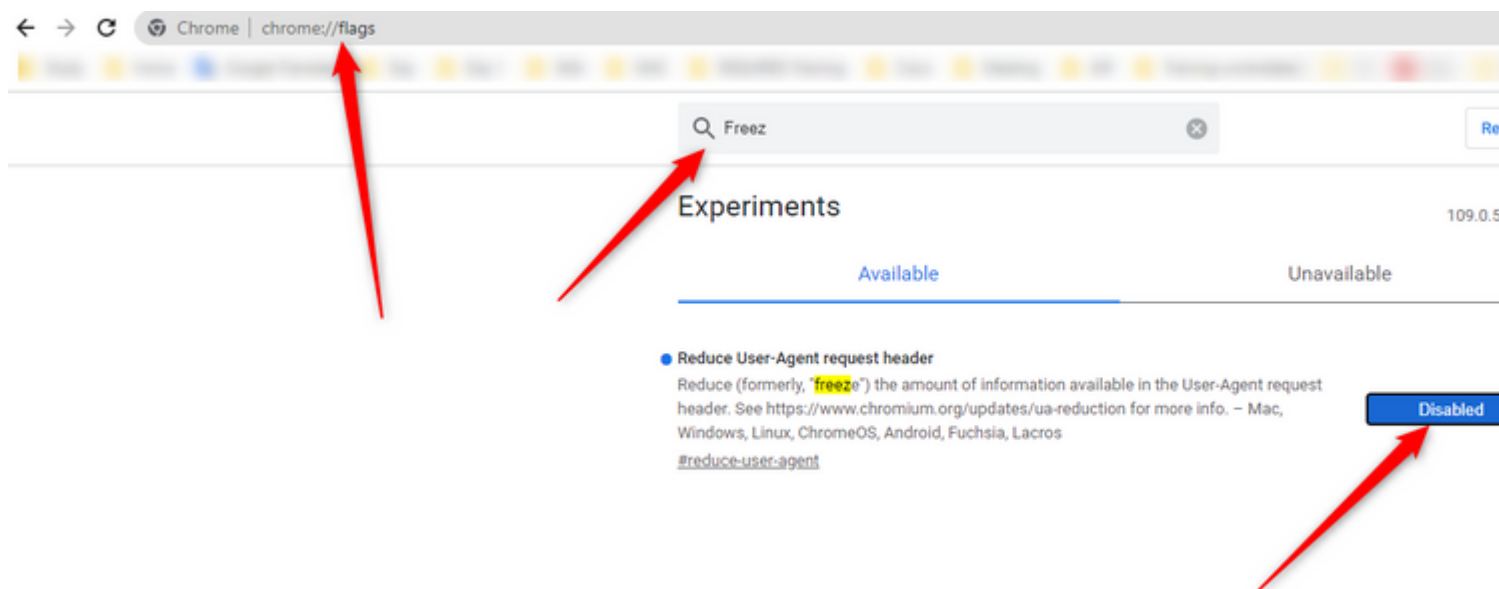 Chrome | chrome://flags
Freez
Re
Experiments
109.0.5
Available Unavailable
Reduce User-Agent request header
Reduce (formerly, "freeze") the amount of information available in the User-Agent request
header. See https://www.chromium.org/updates/ua-reduction for more info. – Mac,
Windows, Linux, ChromeOS, Android, Fuchsia, Lacros
Disabled
#reduce-user-agent